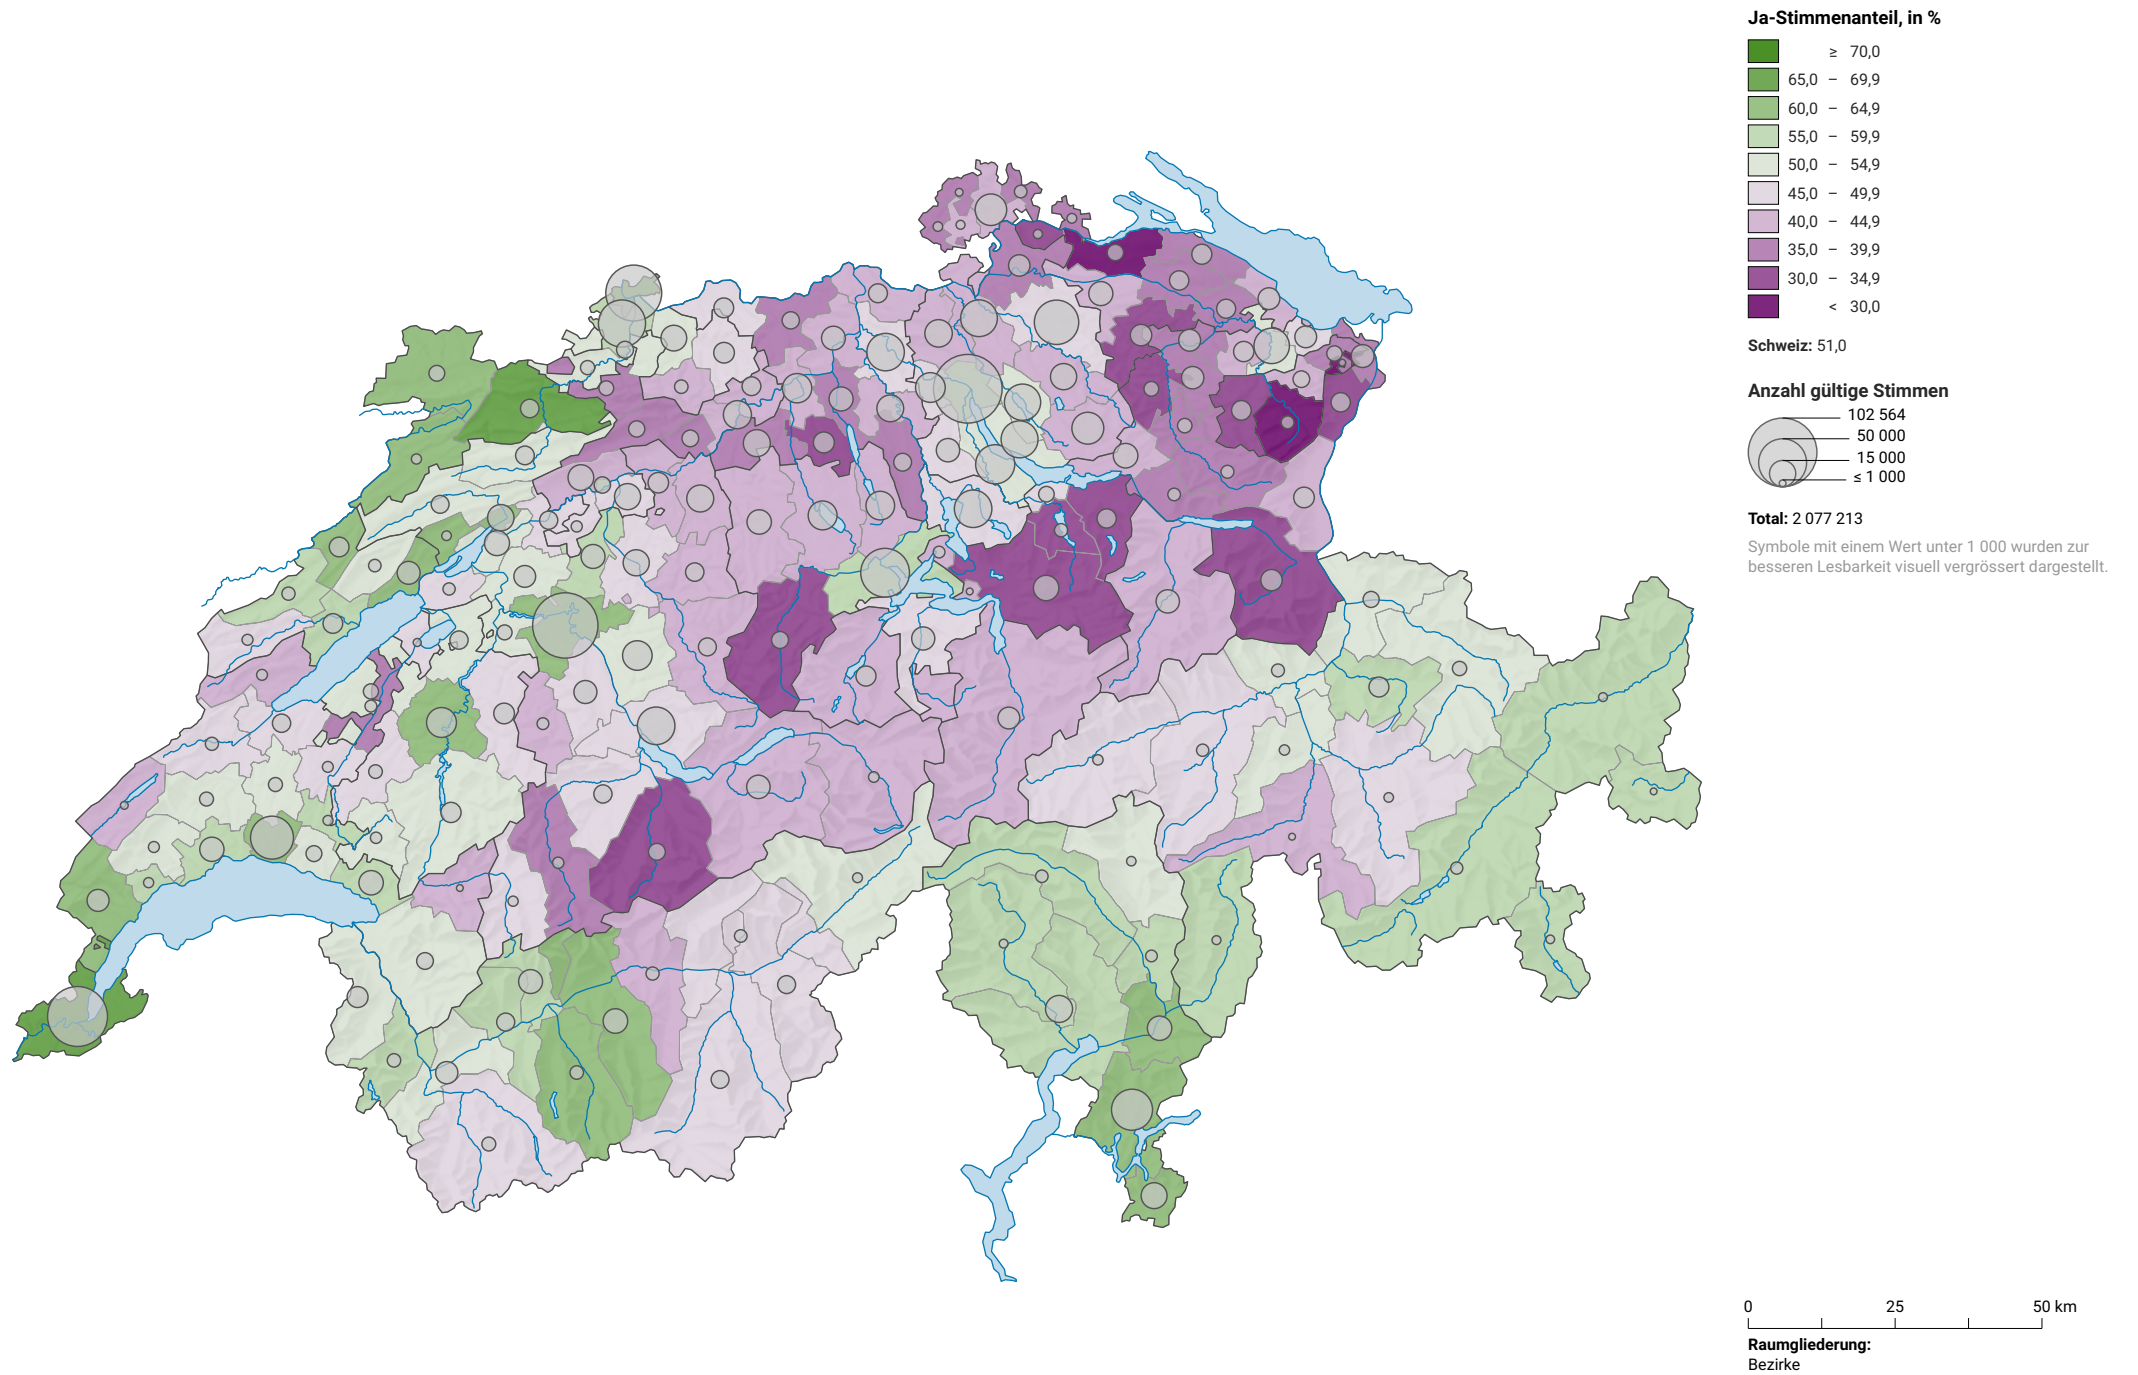 Ja-Stimmenanteil, in %
≥ 70,0
65,0 – 69,9
60,0 – 64,9
55,0 – 59,9
50,0 – 54,9
45,0 – 49,9
40,0 – 44,9
35,0 – 39,9
30,0 – 34,9
< 30,0
Schweiz: 51,0
Anzahl gültige Stimmen
102 564
50 000
15 000
≤ 1 000
Total: 2 077 213
Symbole mit einem Wert unter 1 000 wurden zur
besseren Lesbarkeit visuell vergrössert dargestellt.
0 25 50 km
Raumgliederung:
Bezirke